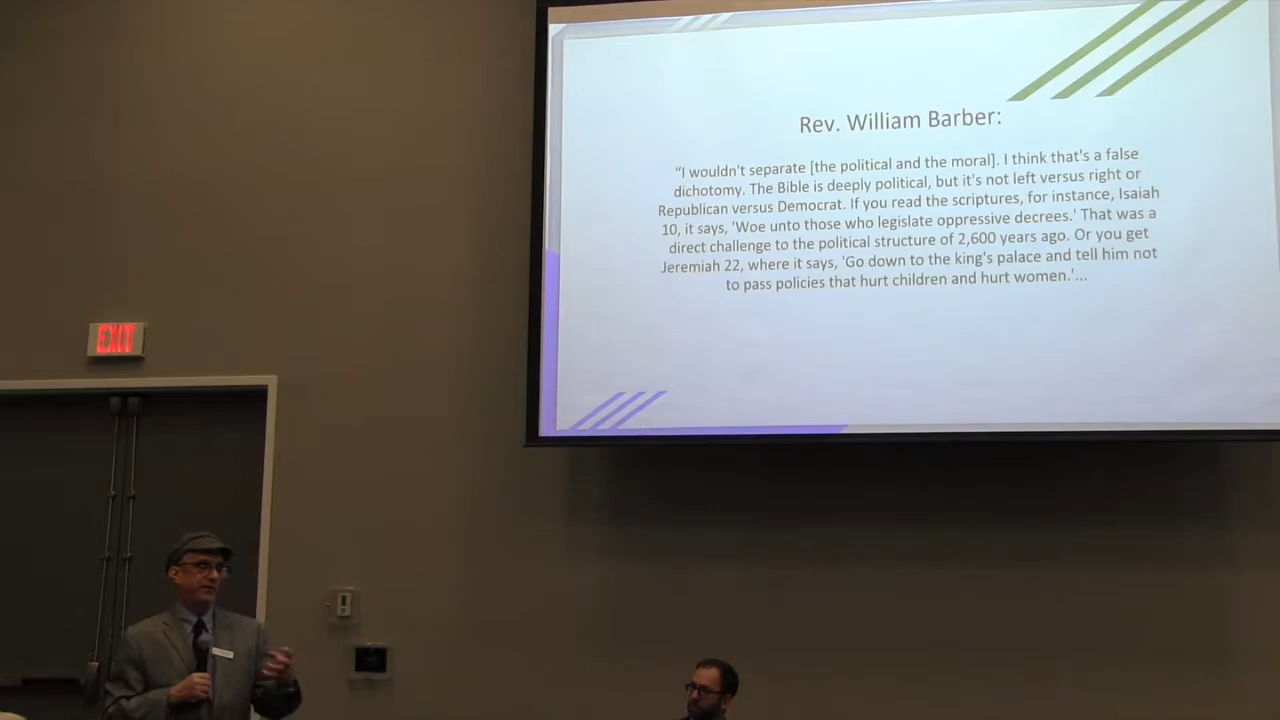 Rev. William Barber:
“I wouldn't separate [the political and the moral]. I think that's a false
dichotomy. The Bible is deeply political, but it's not left versus right or
Republican versus Democrat. If you read the scriptures, for instance, Isaiah
10, it says, 'Woe unto those who legislate oppressive decrees.' That was a
direct challenge to the political structure of 2,600 years ago. Or you get
Jeremiah 22, where it says, 'Go down to the king's palace and tell him not
to pass policies that hurt children and hurt women.'...
EXIT